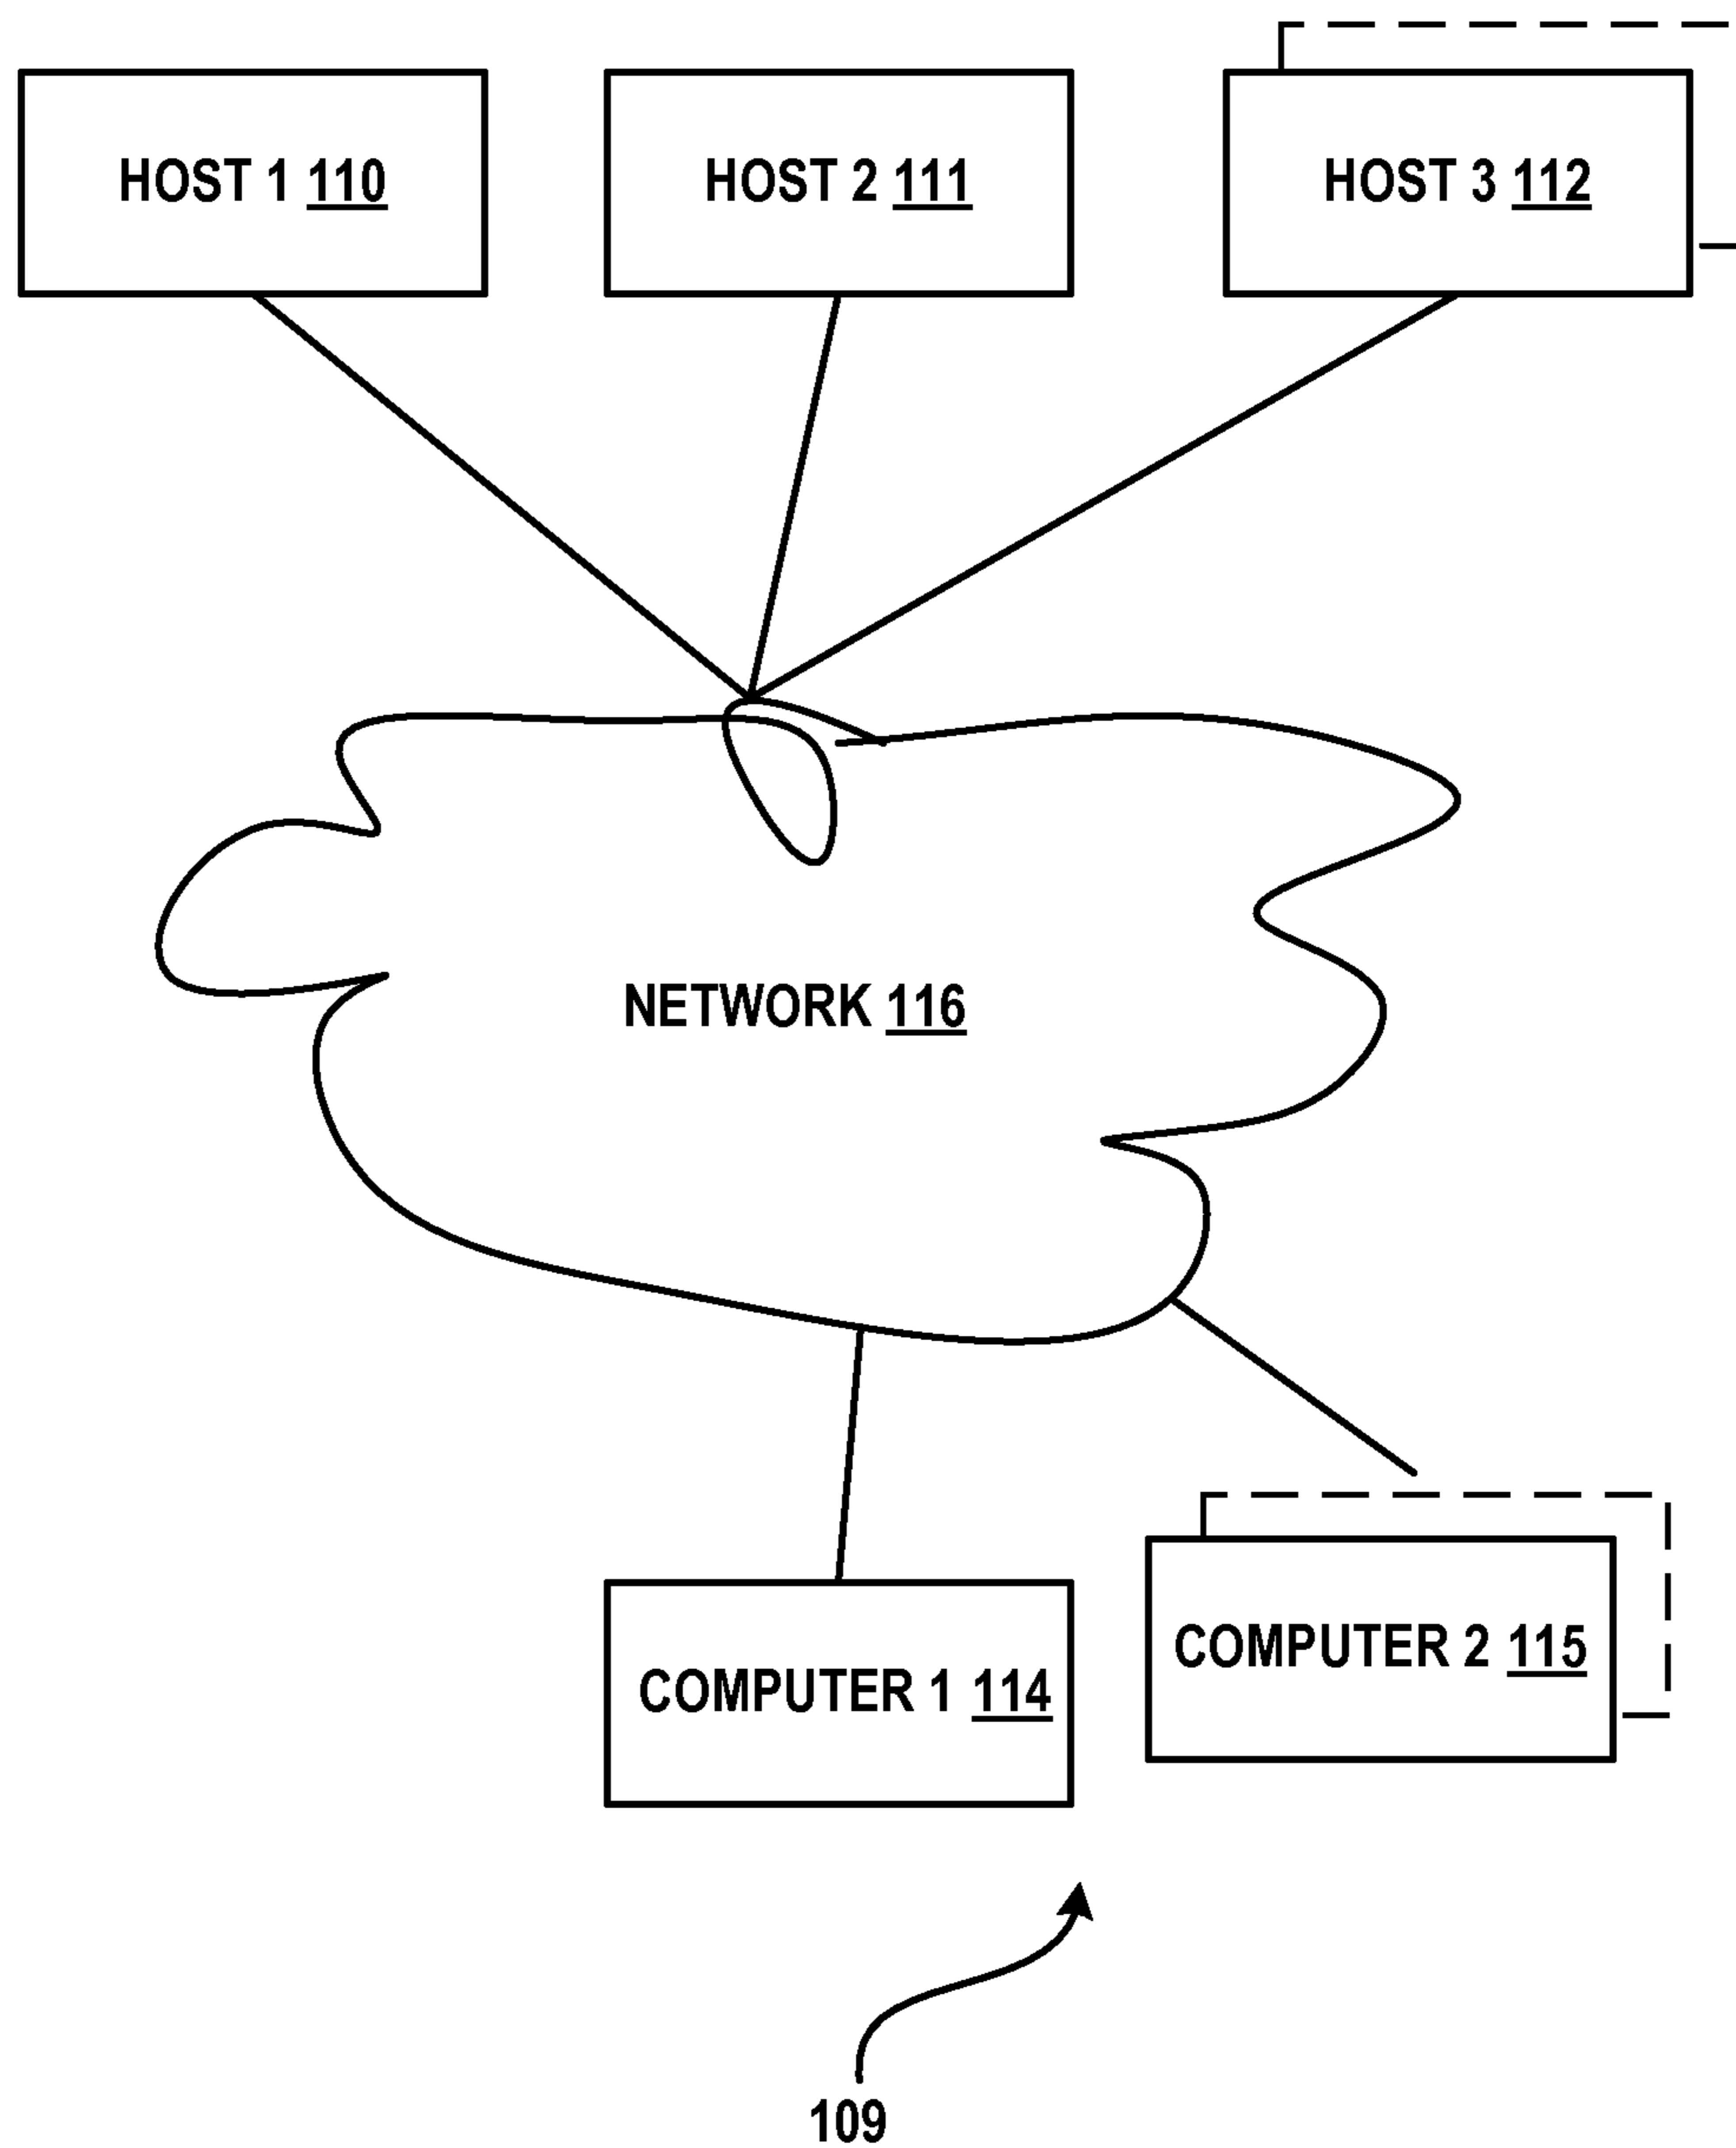 HOST 1 110
HOST 2 111
HOST 3 112
NETWORK 116
COMPUTER 1 114
COMPUTER 2 115
109